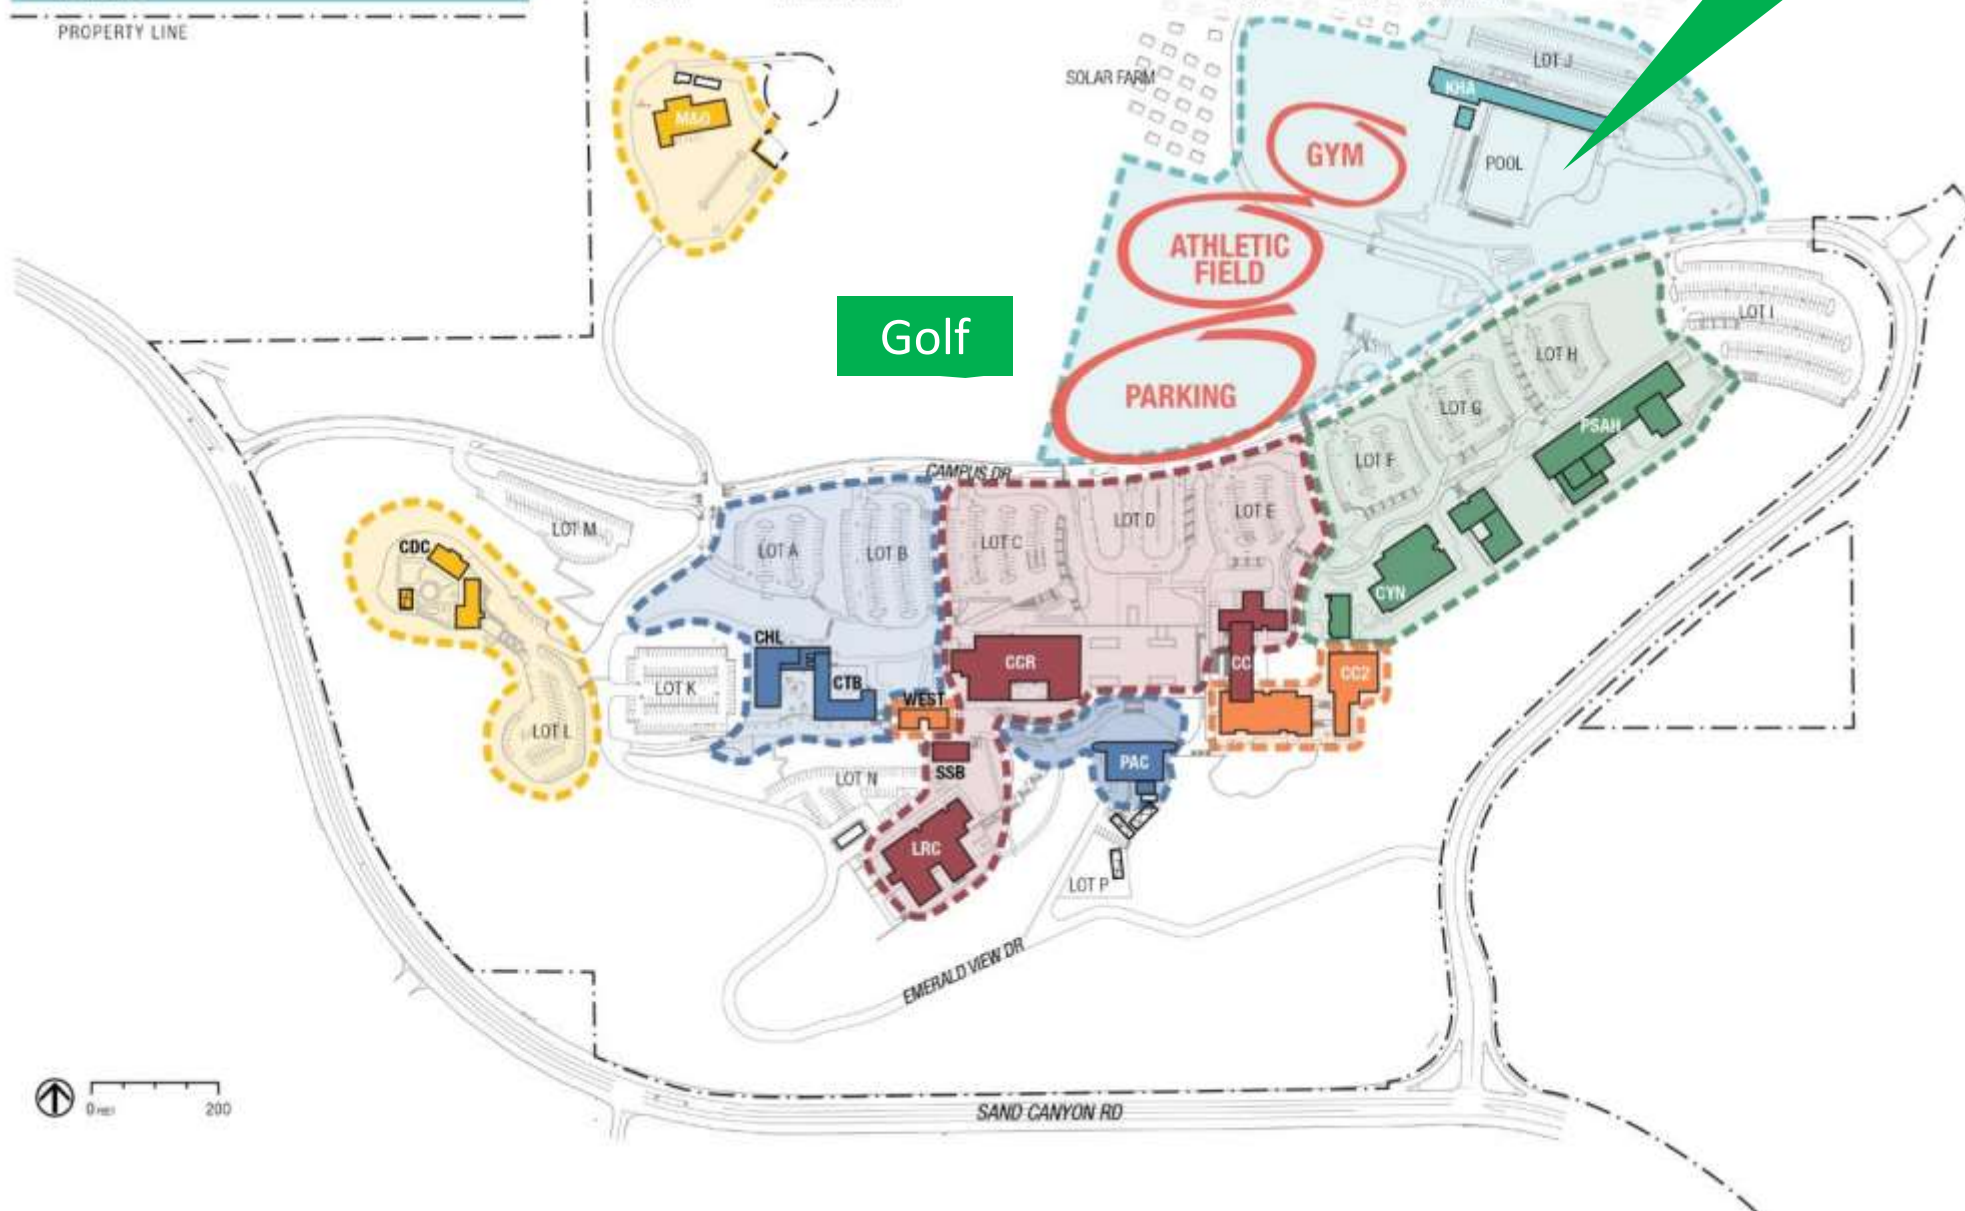 PROPERTY LINE
LOT J
SOLAR FARM
KHA
M&O
GYM
POOL
ATHLETIC
FIELD
LOT I
Golf
LOT H
PARKING
LOT G
PSAH
LOT F
CAMPUS DR
LOT M
LOT A
LOT B
LOT C
LOT D
LOT E
CDC
CYN
CHL
CCR
CC
CC2
LOT K
CTB
WEST
LOT L
PAC
LOT N
SSB
LRC
LOT P
EMERALD VIEW DR
0 FEET
200
SAND CANYON RD